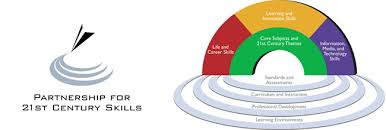 PARTNERSHIP FOR
21ST CENTURY SKILLS
Learning and
Innovation Skills
Core Subjects and
21st Century Themes
Life and
Career Skills
Information,
Media, and
Technology
Skills
Standards and
Assessments
Curriculum and Instruction
Professional Development
Learning Environments